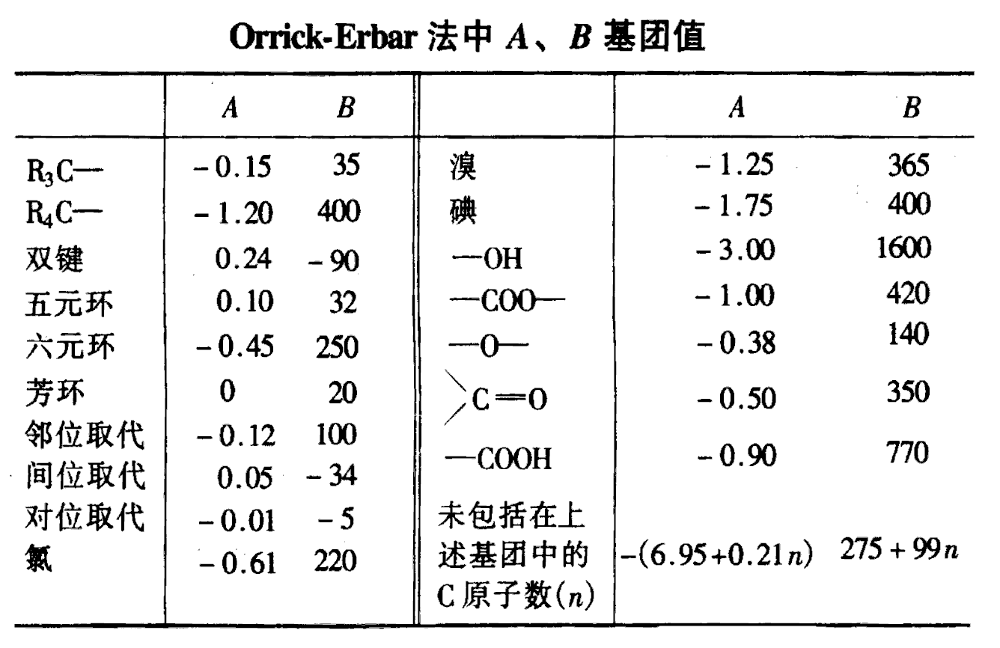 Orrick-Erbar 法中 A、B 基团值
A B A B
R₃C— -0.15 35 溴 -1.25 365
R₄C— -1.20 400 碘 -1.75 400
双键 0.24 -90 —OH -3.00 1600
五元环 0.10 32 —COO— -1.00 420
六元环 -0.45 250 —O— -0.38 140
芳环 0 20 >C=O -0.50 350
邻位取代 -0.12 100 —COOH -0.90 770
间位取代 0.05 -34
对位取代 -0.01 -5 未包括在上
氯 -0.61 220 述基团中的 -(6.95+0.21n) 275+99n
C 原子数(n)